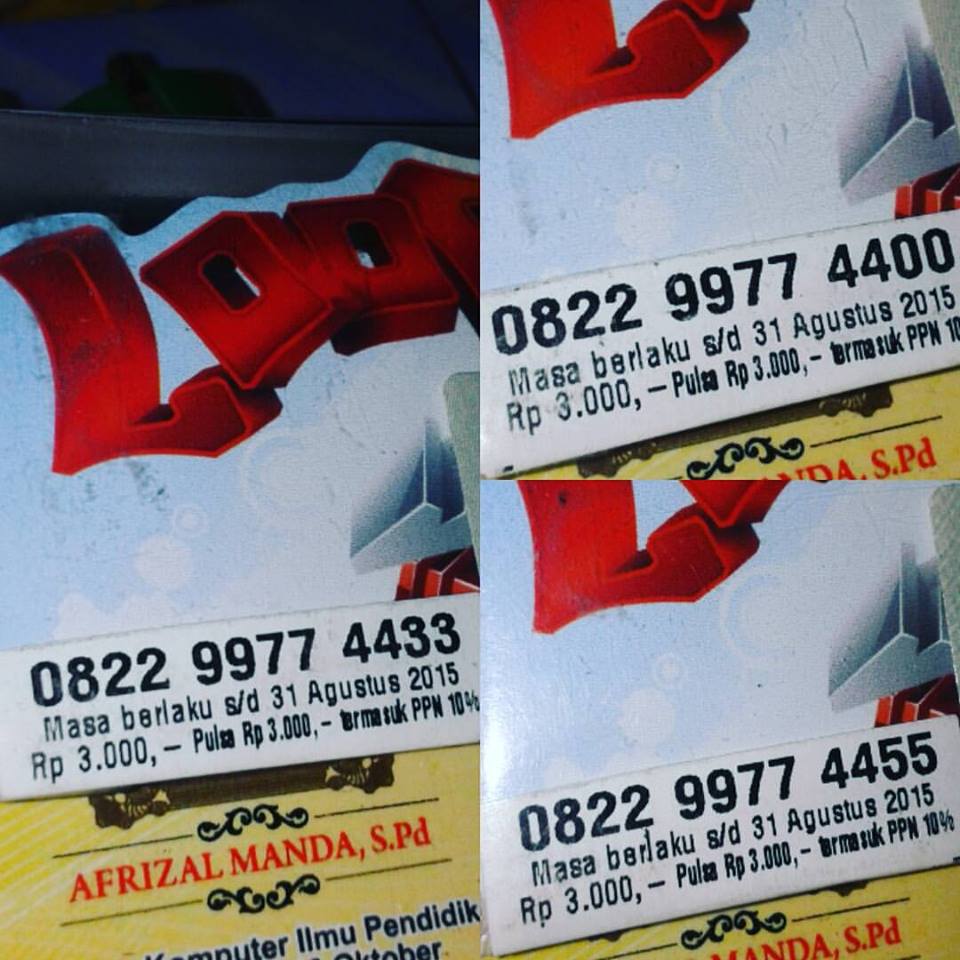 LOOP
0822 9977 4433
Masa berlaku s/d 31 Agustus 2015
Rp 3.000,– Pulsa Rp 3.000,– termasuk PPN 10%
AFRIZAL MANDA, S.Pd
Komputer Ilmu Pendidik
Oktober
0822 9977 4400
Masa berlaku s/d 31 Agustus 2015
Rp 3.000,– Pulsa Rp 3.000,– termasuk PPN 10
MANDA, S.Pd
0822 9977 4455
Masa berlaku s/d 31 Agustus 2015
Rp 3.000,– Pulsa Rp 3.000,– termasuk PPN 10%
MANDA, S.Pd